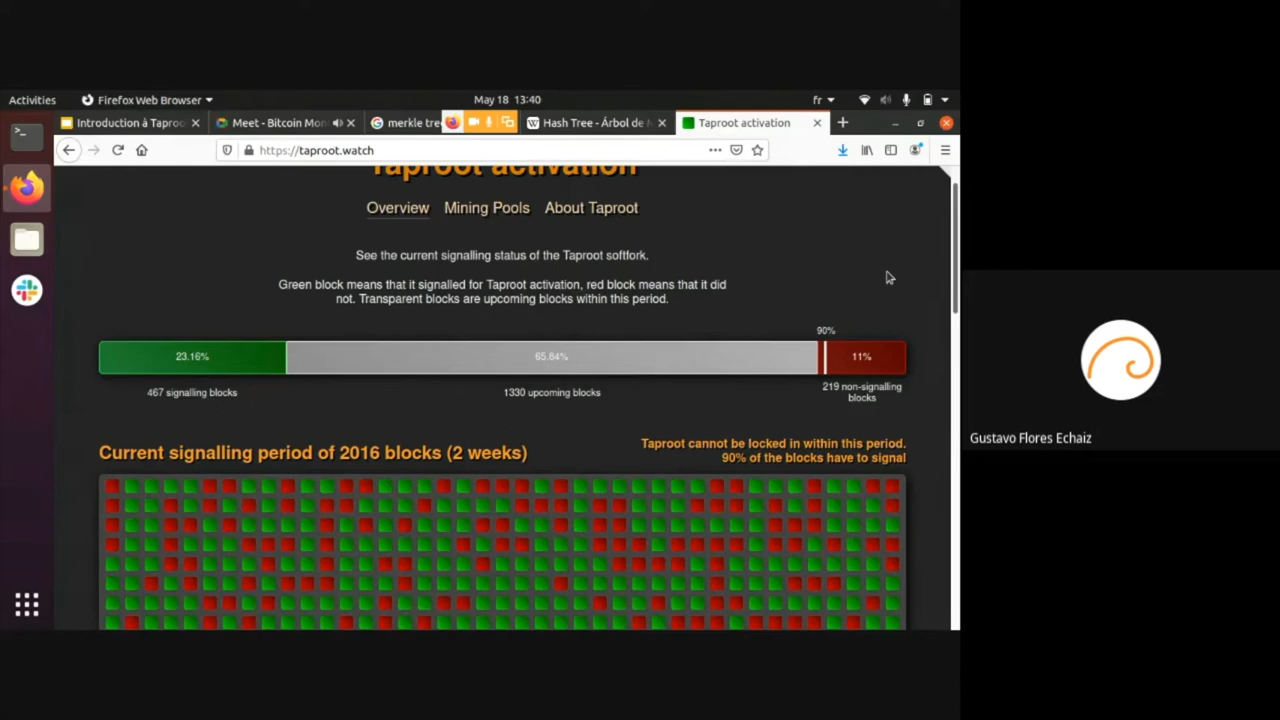 Activities
Firefox Web Browser
May 18 13:40
fr
Introduction à Taproo
Meet - Bitcoin Mon
merkle tree
Hash Tree - Árbol de M
Taproot activation
https://taproot.watch
Taproot activation
Overview Mining Pools About Taproot
See the current signalling status of the Taproot softfork.
Green block means that it signalled for Taproot activation, red block means that it did
not. Transparent blocks are upcoming blocks within this period.
90%
23.16%
65.84%
11%
467 signalling blocks
1330 upcoming blocks
219 non-signalling
blocks
Current signalling period of 2016 blocks (2 weeks)
Taproot cannot be locked in within this period.
90% of the blocks have to signal
Gustavo Flores Echaiz